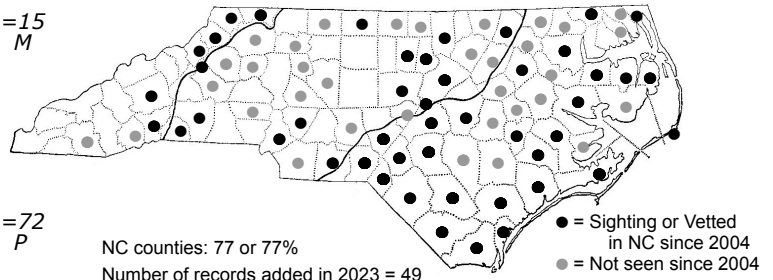 =15
M
=72
P
NC counties: 77 or 77%
Number of records added in 2023 = 49
= Sighting or Vetted
in NC since 2004
= Not seen since 2004